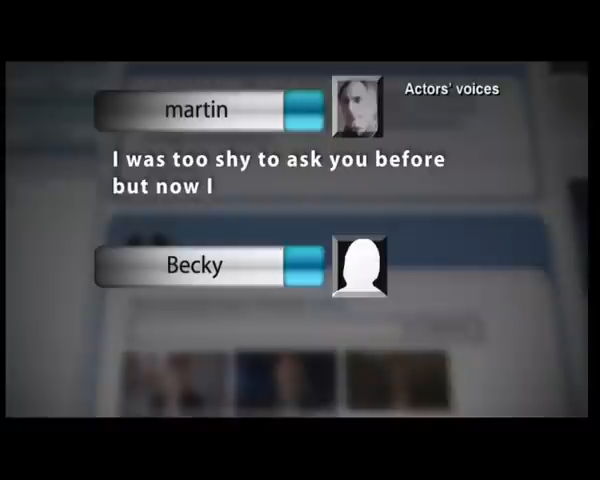 martin
Actors' voices
I was too shy to ask you before
but now I
Becky